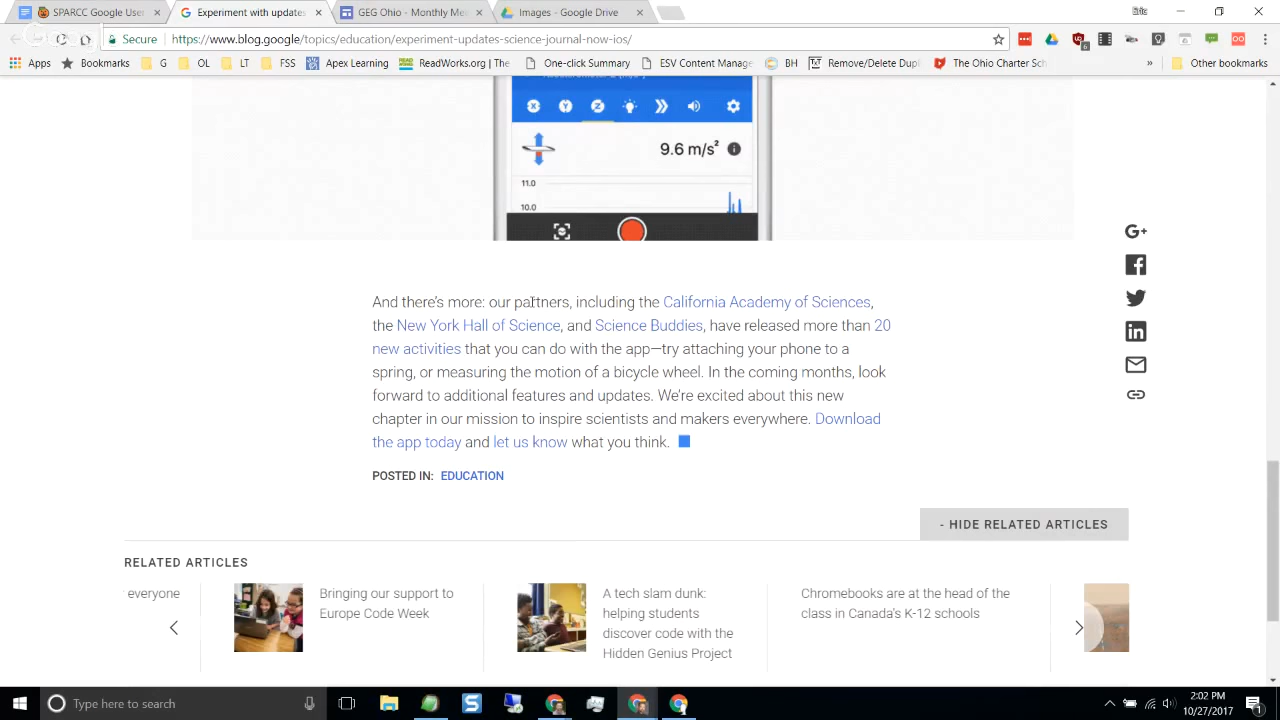 SPARCC Google User
Experiment with updates
GEG Ohio - Monthly Me
Images - Google Drive
Secure https://www.blog.google/topics/education/experiment-updates-science-journal-now-ios/
Apps Bookmarks G OL LT FSS Apex Learning ReadWorks.org | The One-click Summary ESV Content Manage BH Remove/Delete Dupl The Ohio Charter Sch » Other bookmarks
9.6 m/s²
11.0
10.0
And there's more: our partners, including the California Academy of Sciences,
the New York Hall of Science, and Science Buddies, have released more than 20
new activities that you can do with the app—try attaching your phone to a
spring, or measuring the motion of a bicycle wheel. In the coming months, look
forward to additional features and updates. We're excited about this new
chapter in our mission to inspire scientists and makers everywhere. Download
the app today and let us know what you think.
POSTED IN: EDUCATION
- HIDE RELATED ARTICLES
RELATED ARTICLES
everyone
Bringing our support to
Europe Code Week
A tech slam dunk:
helping students
discover code with the
Hidden Genius Project
Chromebooks are at the head of the
class in Canada's K-12 schools
Type here to search
2:02 PM
10/27/2017